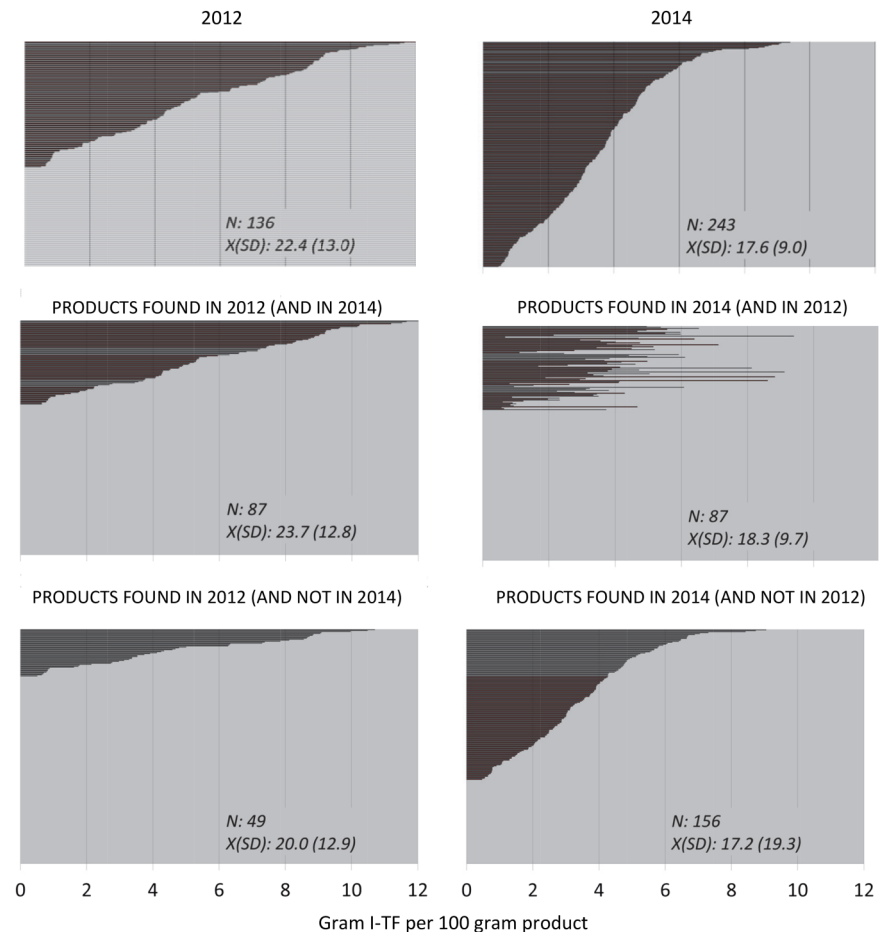 2012
2014
N: 136
X(SD): 22.4 (13.0)
N: 243
X(SD): 17.6 (9.0)
PRODUCTS FOUND IN 2012 (AND IN 2014)
PRODUCTS FOUND IN 2014 (AND IN 2012)
N: 87
X(SD): 23.7 (12.8)
N: 87
X(SD): 18.3 (9.7)
PRODUCTS FOUND IN 2012 (AND NOT IN 2014)
PRODUCTS FOUND IN 2014 (AND NOT IN 2012)
N: 49
X(SD): 20.0 (12.9)
N: 156
X(SD): 17.2 (19.3)
0 2 4 6 8 10 12
0 2 4 6 8 10 12
Gram I-TF per 100 gram product